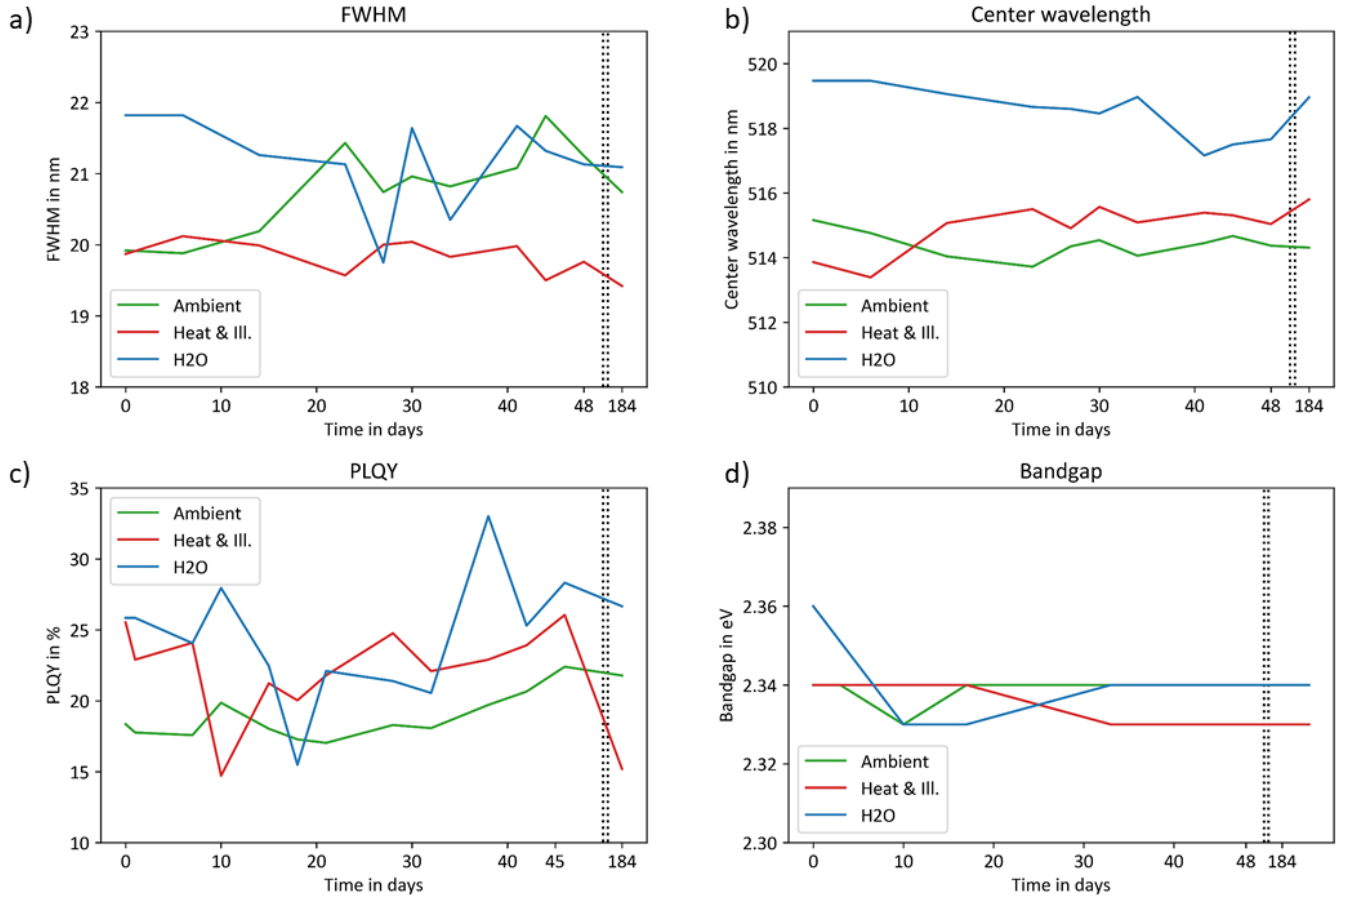 a)
FWHM
23
22
21
20
19
18
FWHM in nm
Ambient
Heat & Ill.
H2O
0 10 20 30 40 48 184
Time in days
b)
Center wavelength
520
518
516
514
512
510
Center wavelength in nm
Ambient
Heat & Ill.
H2O
0 10 20 30 40 48 184
Time in days
c)
PLQY
35
30
25
20
15
10
PLQY in %
Ambient
Heat & Ill.
H2O
0 10 20 30 40 45 184
Time in days
d)
Bandgap
2.38
2.36
2.34
2.32
2.30
Bandgap in eV
Ambient
Heat & Ill.
H2O
0 10 20 30 40 48 184
Time in days